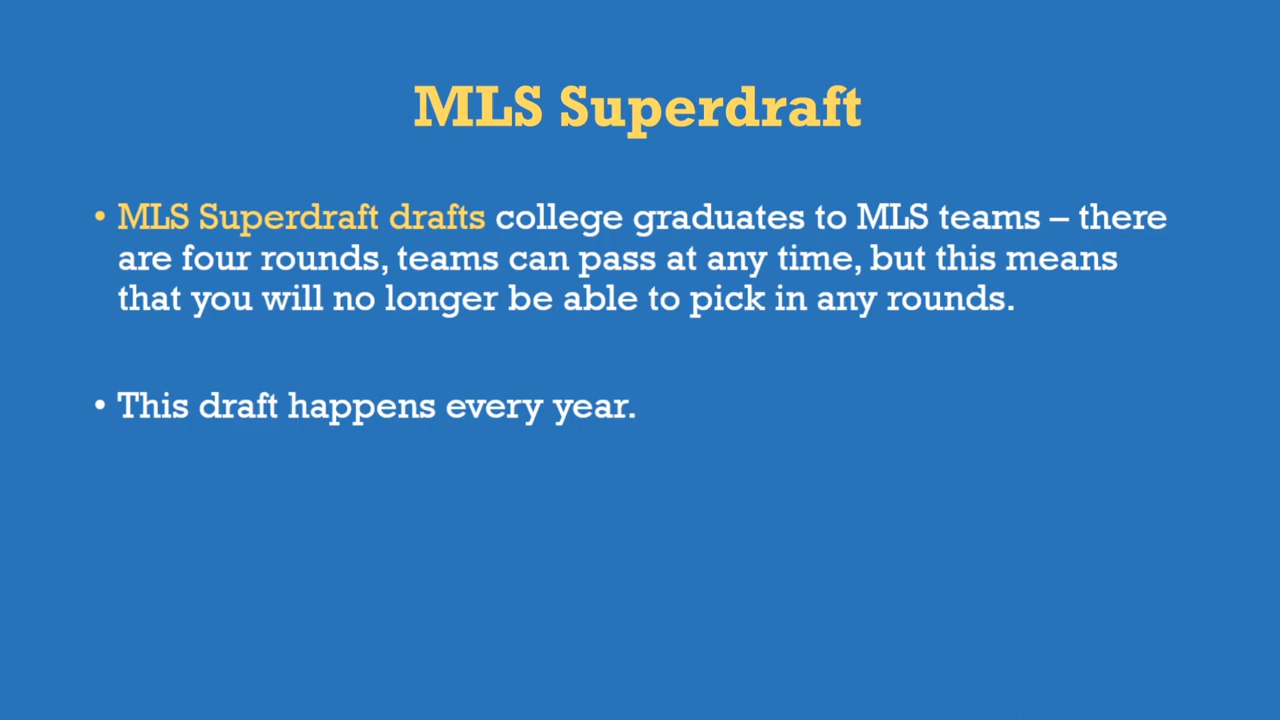 MLS Superdraft
• MLS Superdraft drafts college graduates to MLS teams – there
are four rounds, teams can pass at any time, but this means
that you will no longer be able to pick in any rounds.
• This draft happens every year.